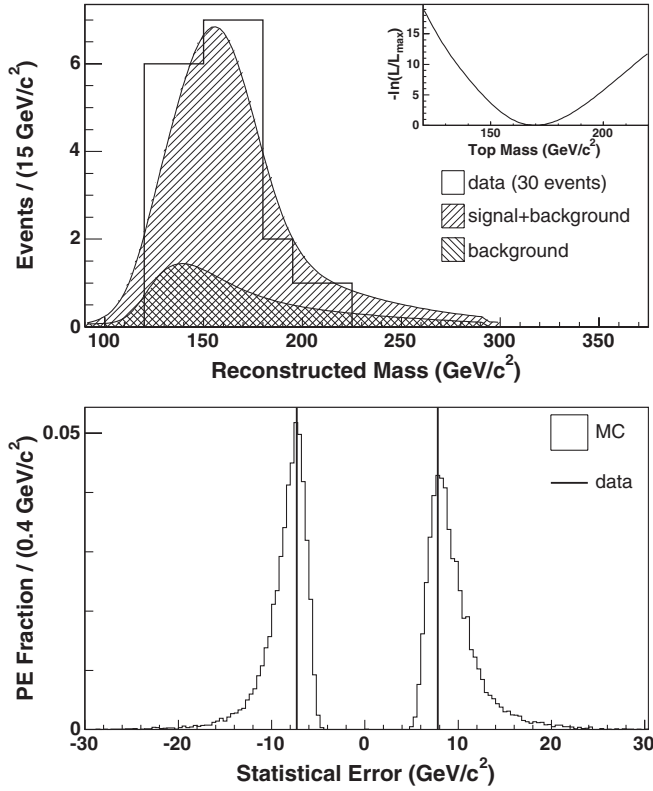 Events / (15 GeV/c²)
6
4
2
0
100 150 200 250 300 350
Reconstructed Mass (GeV/c²)
-ln(L/Lmax)
15
10
5
0
150 200
Top Mass (GeV/c²)
data (30 events)
signal+background
background
PE Fraction / (0.4 GeV/c²)
0.05
0
-30 -20 -10 0 10 20 30
Statistical Error (GeV/c²)
MC
data